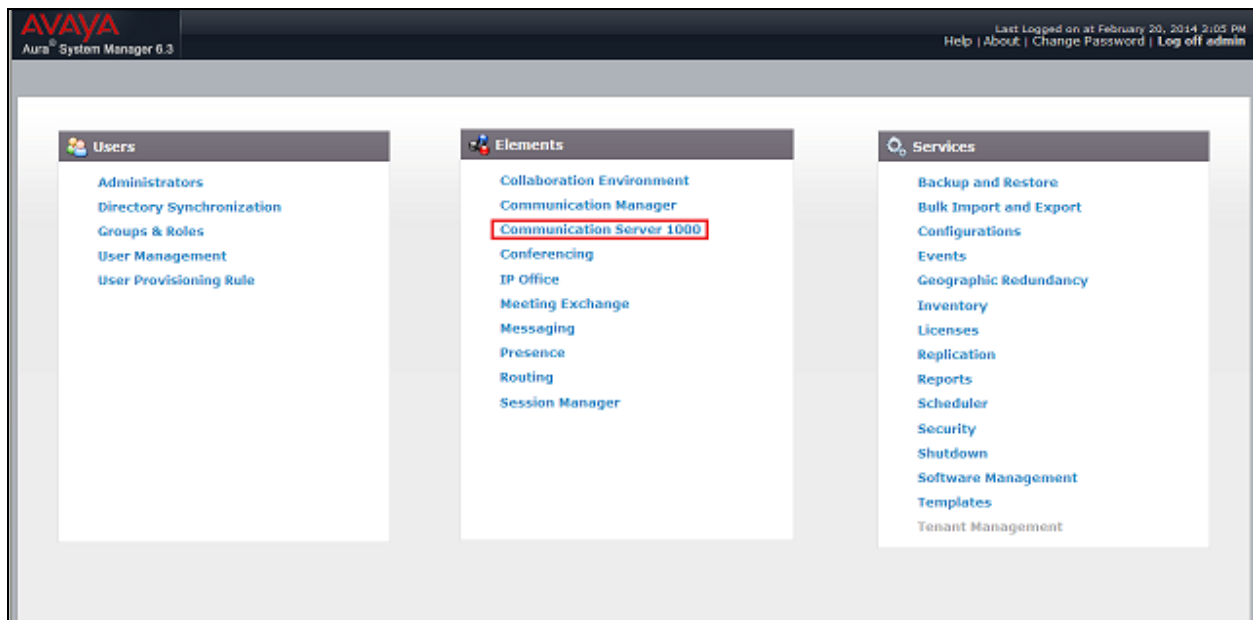 AVAYA
Aura® System Manager 6.3
Last Logged on at February 20, 2014 2:05 PM
Help | About | Change Password | Log off admin
Users
Administrators
Directory Synchronization
Groups & Roles
User Management
User Provisioning Rule
Elements
Collaboration Environment
Communication Manager
Communication Server 1000
Conferencing
IP Office
Meeting Exchange
Messaging
Presence
Routing
Session Manager
Services
Backup and Restore
Bulk Import and Export
Configurations
Events
Geographic Redundancy
Inventory
Licenses
Replication
Reports
Scheduler
Security
Shutdown
Software Management
Templates
Tenant Management